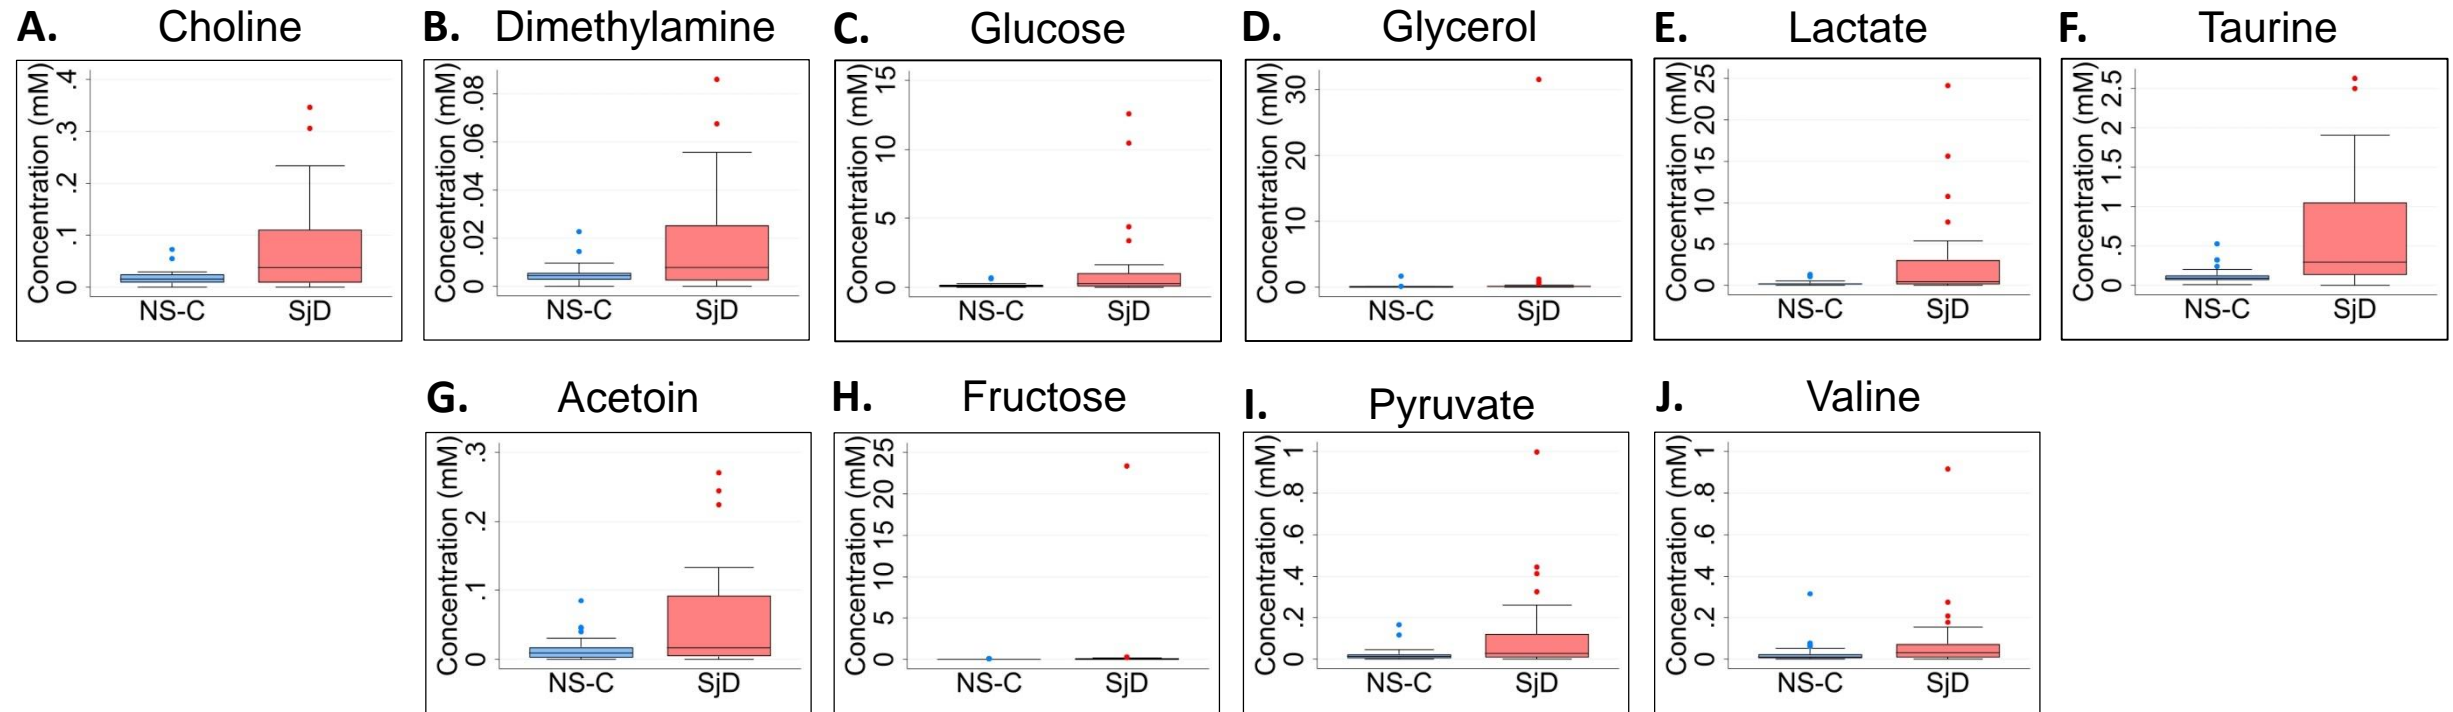 A. Choline
Concentration (mM)
.4
.3
.2
.1
0
NS-C SjD
B. Dimethylamine
Concentration (mM)
.08
.06
.04
.02
0
NS-C SjD
C. Glucose
Concentration (mM)
15
10
5
0
NS-C SjD
D. Glycerol
Concentration (mM)
30
20
10
0
NS-C SjD
E. Lactate
Concentration (mM)
25
20
15
10
5
0
NS-C SjD
F. Taurine
Concentration (mM)
2.5
2
1.5
1
.5
0
NS-C SjD
G. Acetoin
Concentration (mM)
.3
.2
.1
0
NS-C SjD
H. Fructose
Concentration (mM)
25
20
15
10
5
0
NS-C SjD
I. Pyruvate
Concentration (mM)
1
.8
.6
.4
.2
0
NS-C SjD
J. Valine
Concentration (mM)
1
.8
.6
.4
.2
0
NS-C SjD